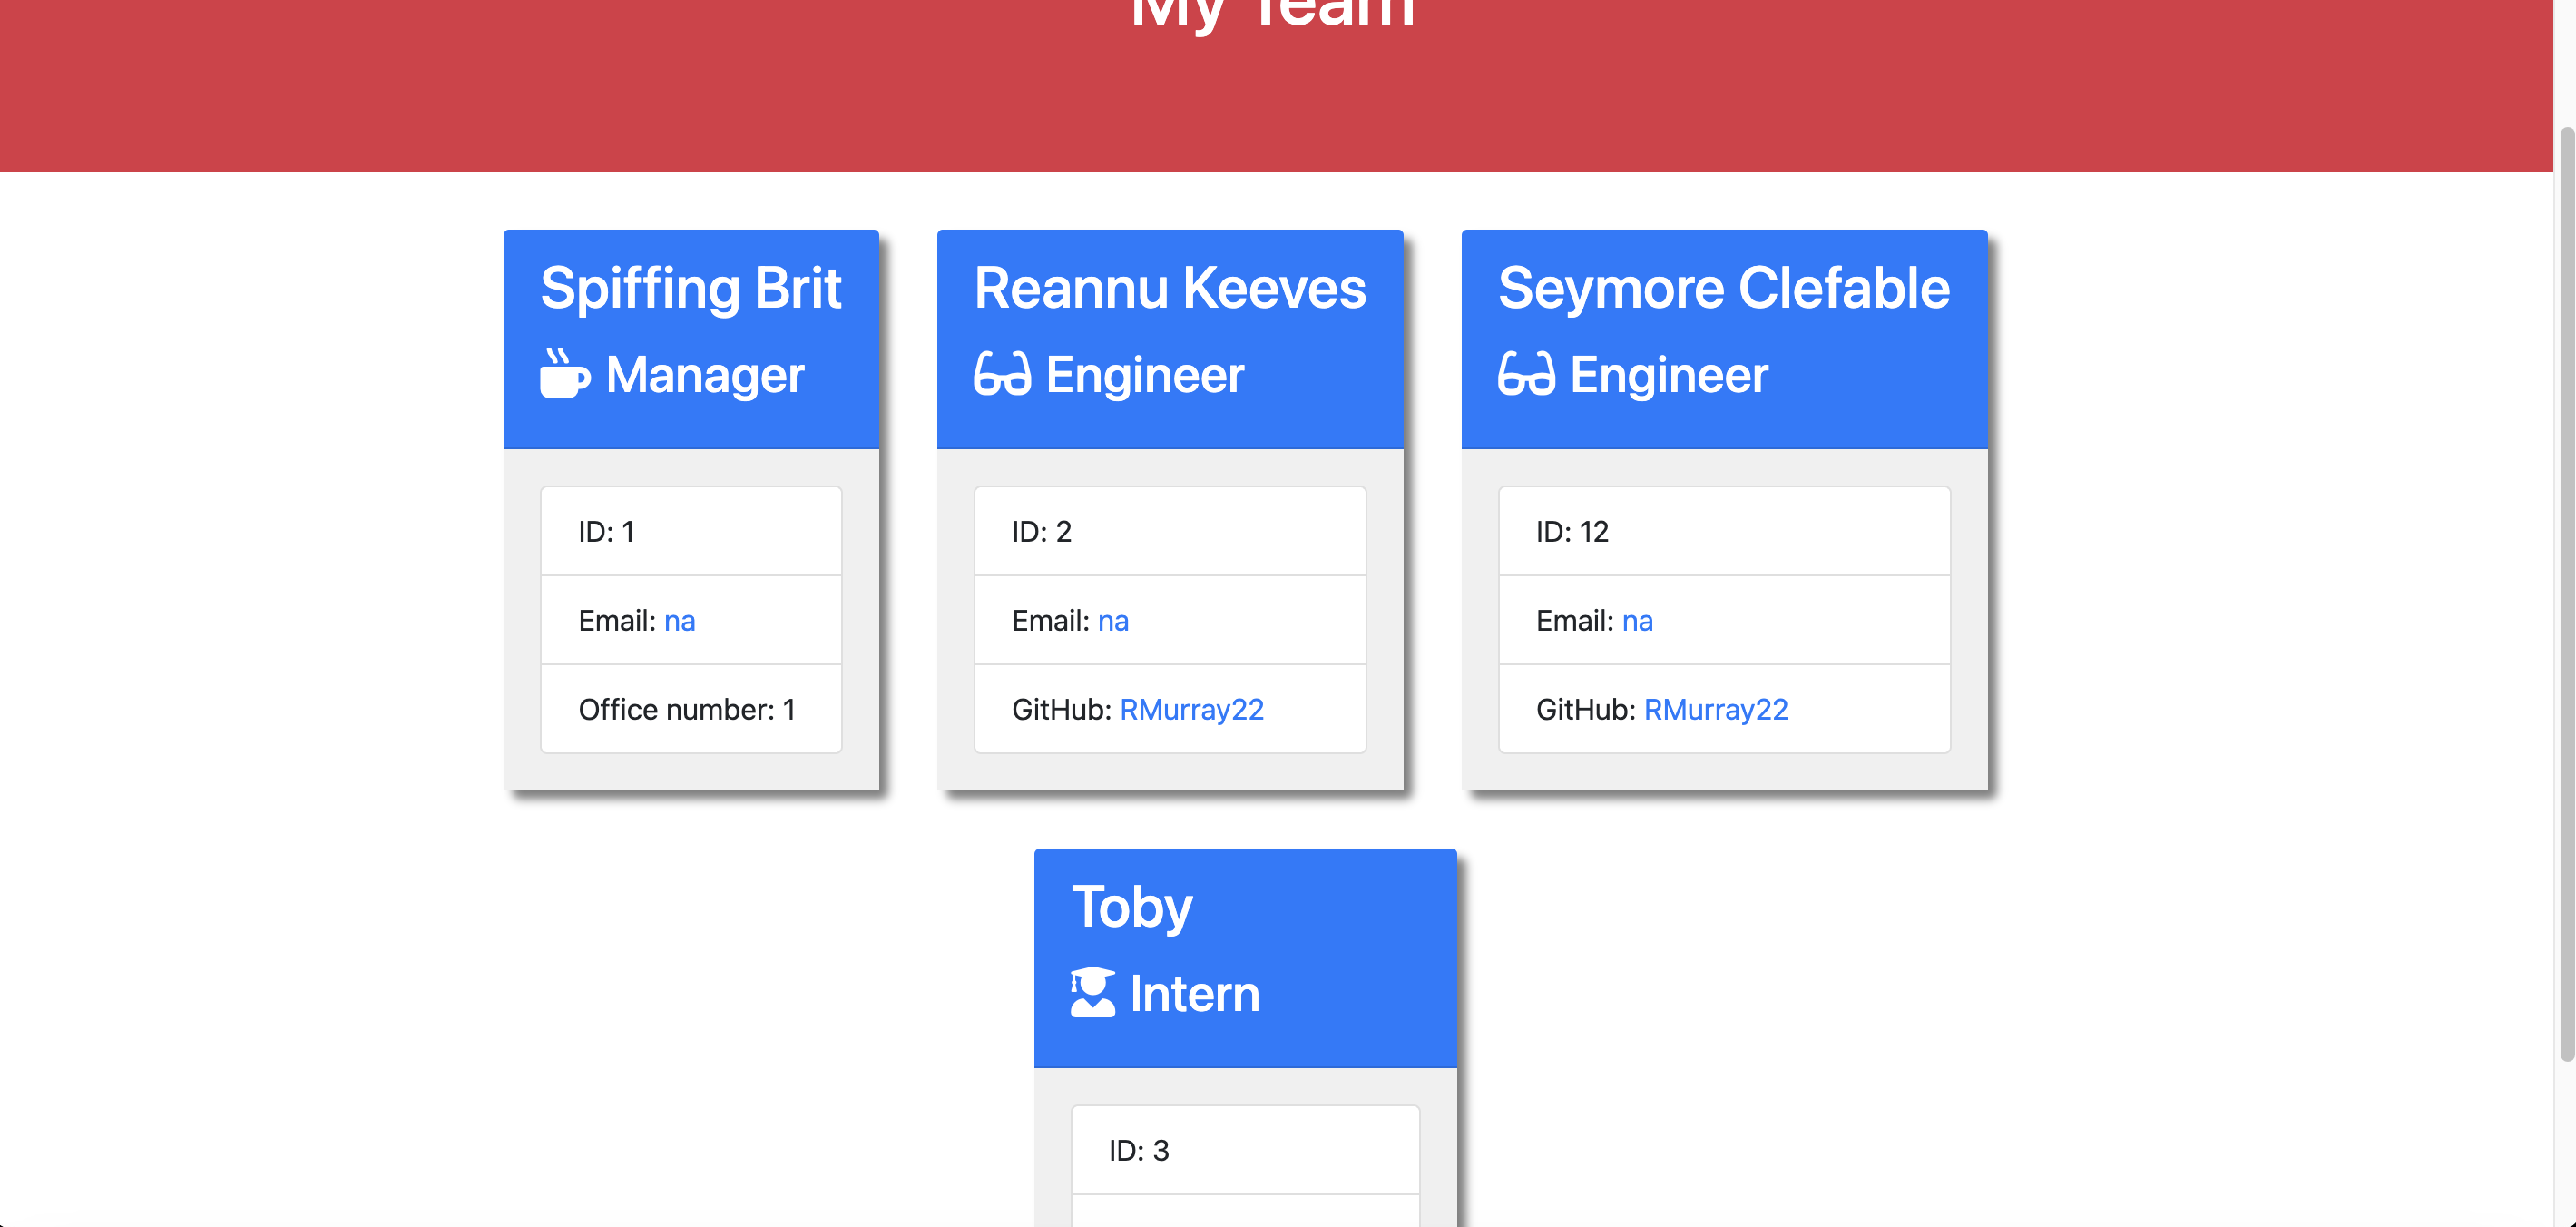 My Team
Spiffing Brit
Manager
ID: 1
Email: na
Office number: 1
Reannu Keeves
Engineer
ID: 2
Email: na
GitHub: RMurray22
Seymore Clefable
Engineer
ID: 12
Email: na
GitHub: RMurray22
Toby
Intern
ID: 3